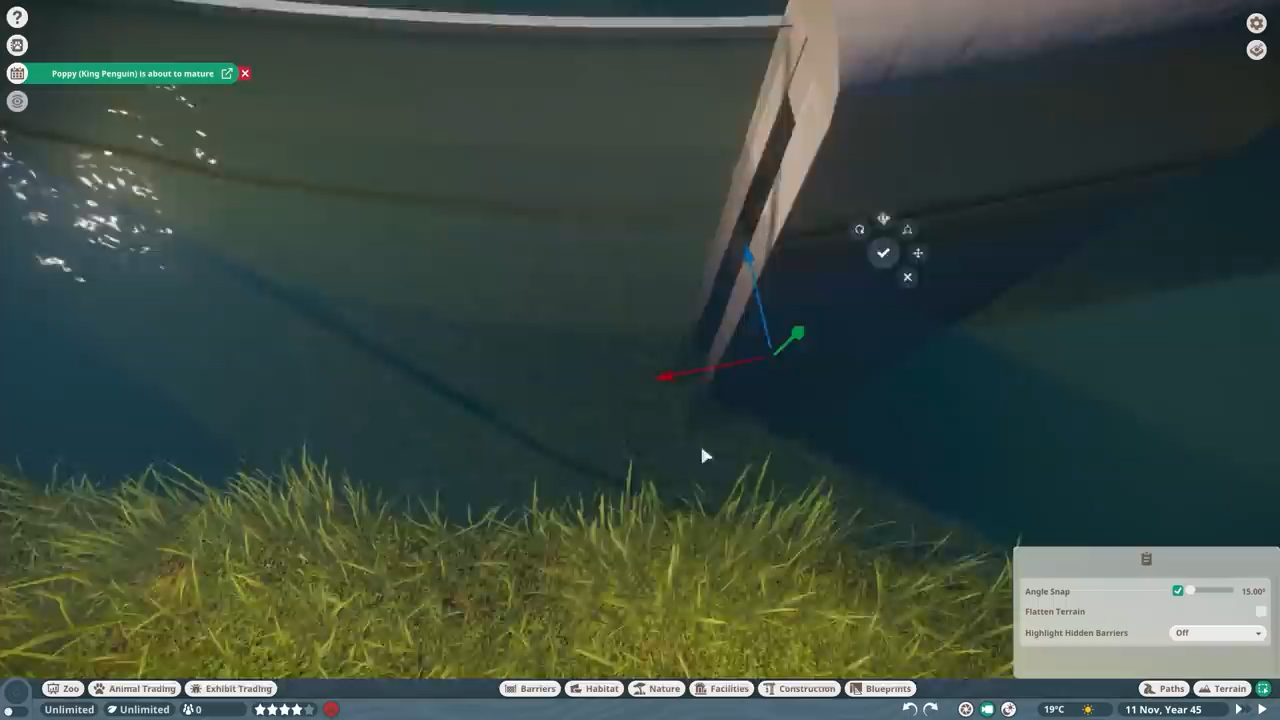 ?
Poppy (King Penguin) is about to mature
Angle Snap 15.00°
Flatten Terrain
Highlight Hidden Barriers Off
Zoo Animal Trading Exhibit Trading Barriers Habitat Nature Facilities Construction Blueprints Paths Terrain
Unlimited Unlimited 0 19°C 11 Nov, Year 45